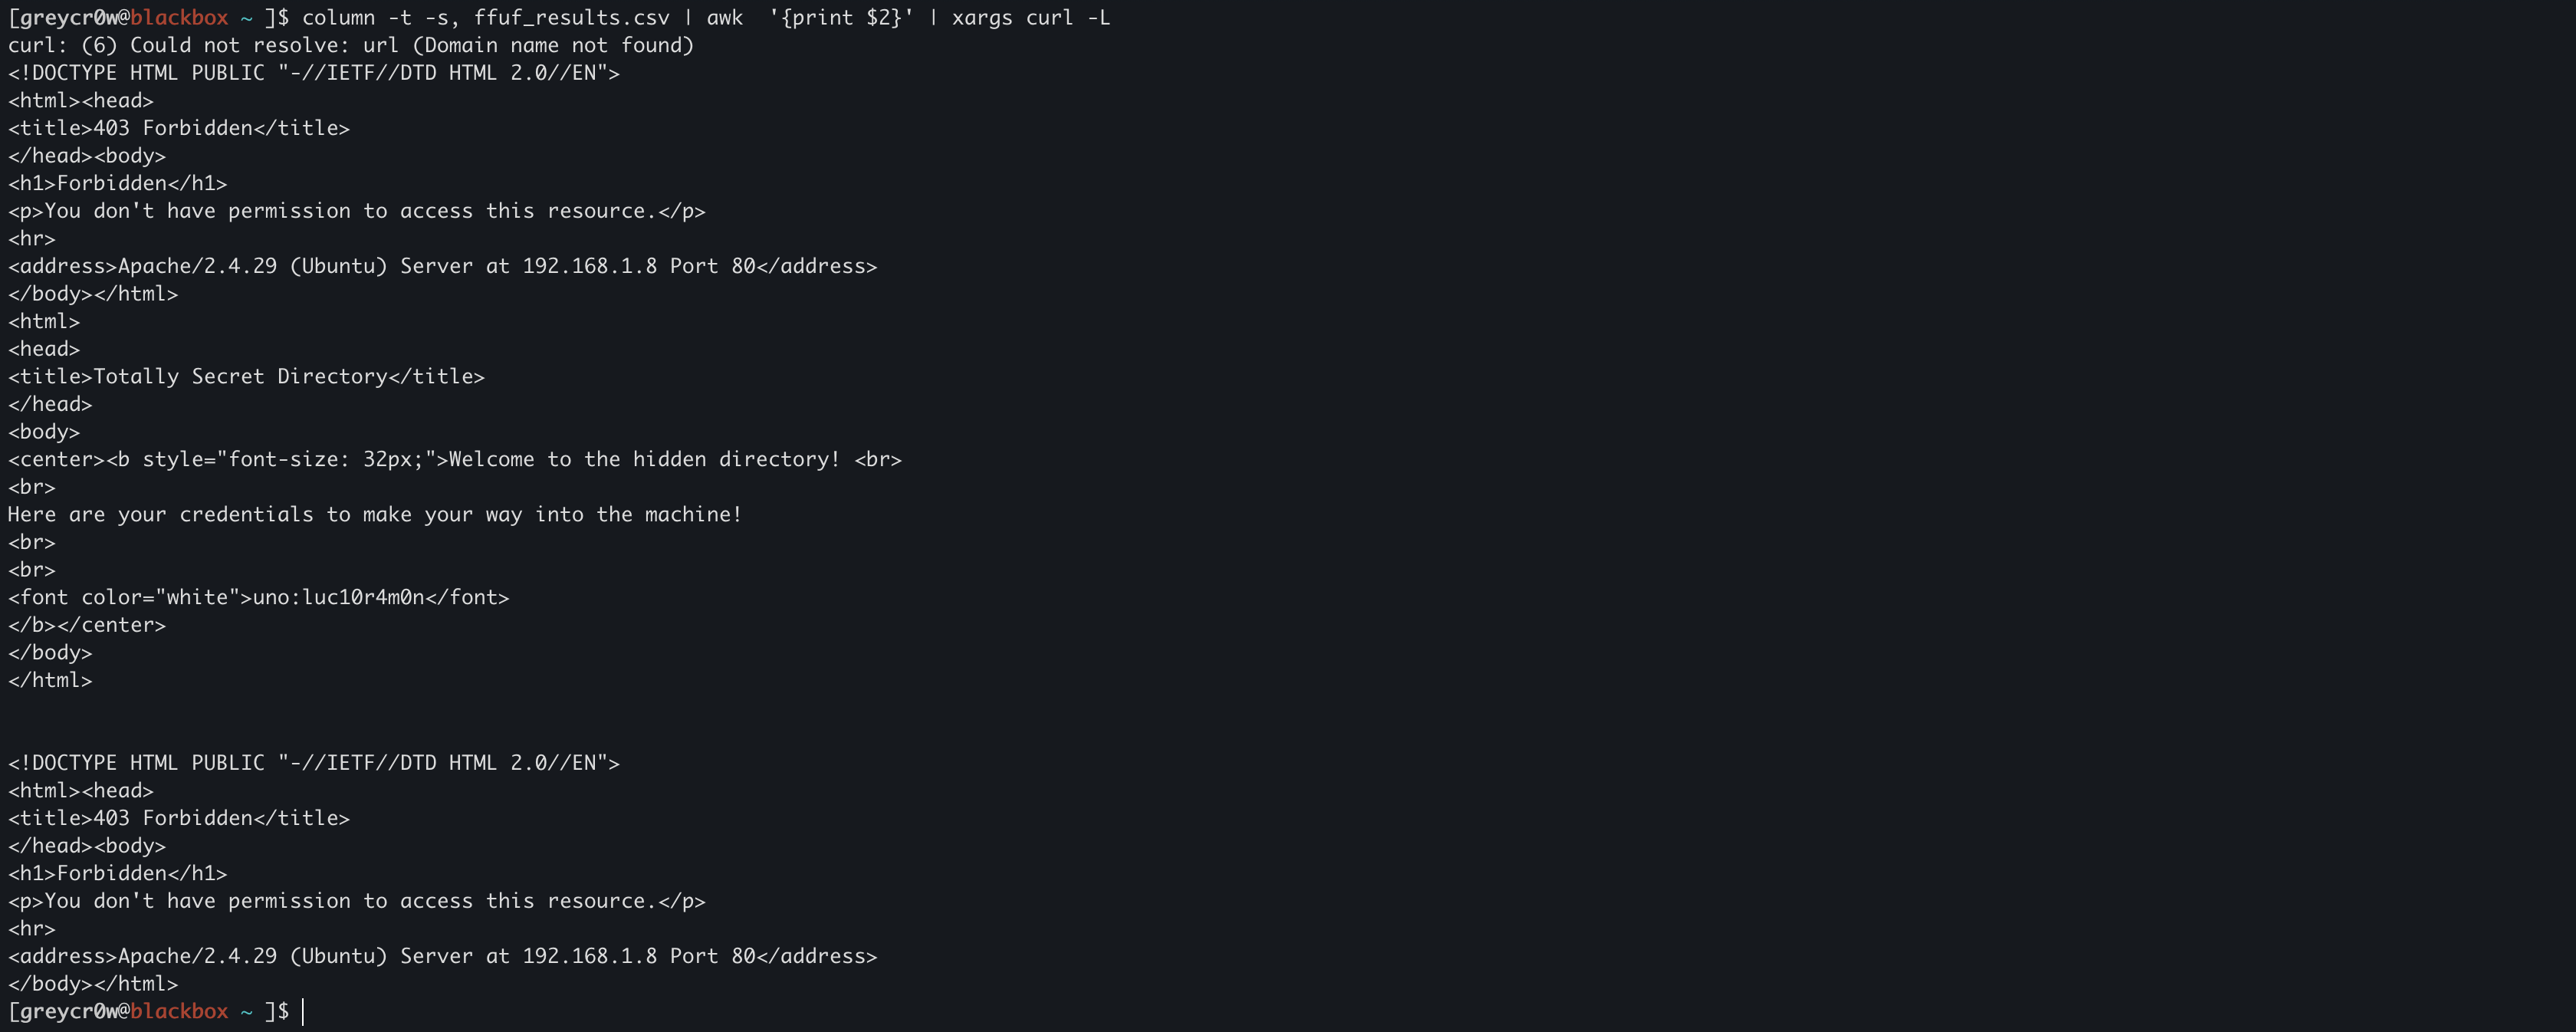 [greycr0w@blackbox ~ ]$ column -t -s, ffuf_results.csv | awk  '{print $2}' | xargs curl -L
curl: (6) Could not resolve: url (Domain name not found)
<!DOCTYPE HTML PUBLIC "-//IETF//DTD HTML 2.0//EN">
<html><head>
<title>403 Forbidden</title>
</head><body>
<h1>Forbidden</h1>
<p>You don't have permission to access this resource.</p>
<hr>
<address>Apache/2.4.29 (Ubuntu) Server at 192.168.1.8 Port 80</address>
</body></html>
<html>
<head>
<title>Totally Secret Directory</title>
</head>
<body>
<center><b style="font-size: 32px;">Welcome to the hidden directory! <br>
<br>
Here are your credentials to make your way into the machine!
<br>
<br>
<font color="white">uno:luc10r4m0n</font>
</b></center>
</body>
</html>
<!DOCTYPE HTML PUBLIC "-//IETF//DTD HTML 2.0//EN">
<html><head>
<title>403 Forbidden</title>
</head><body>
<h1>Forbidden</h1>
<p>You don't have permission to access this resource.</p>
<hr>
<address>Apache/2.4.29 (Ubuntu) Server at 192.168.1.8 Port 80</address>
</body></html>
[greycr0w@blackbox ~ ]$